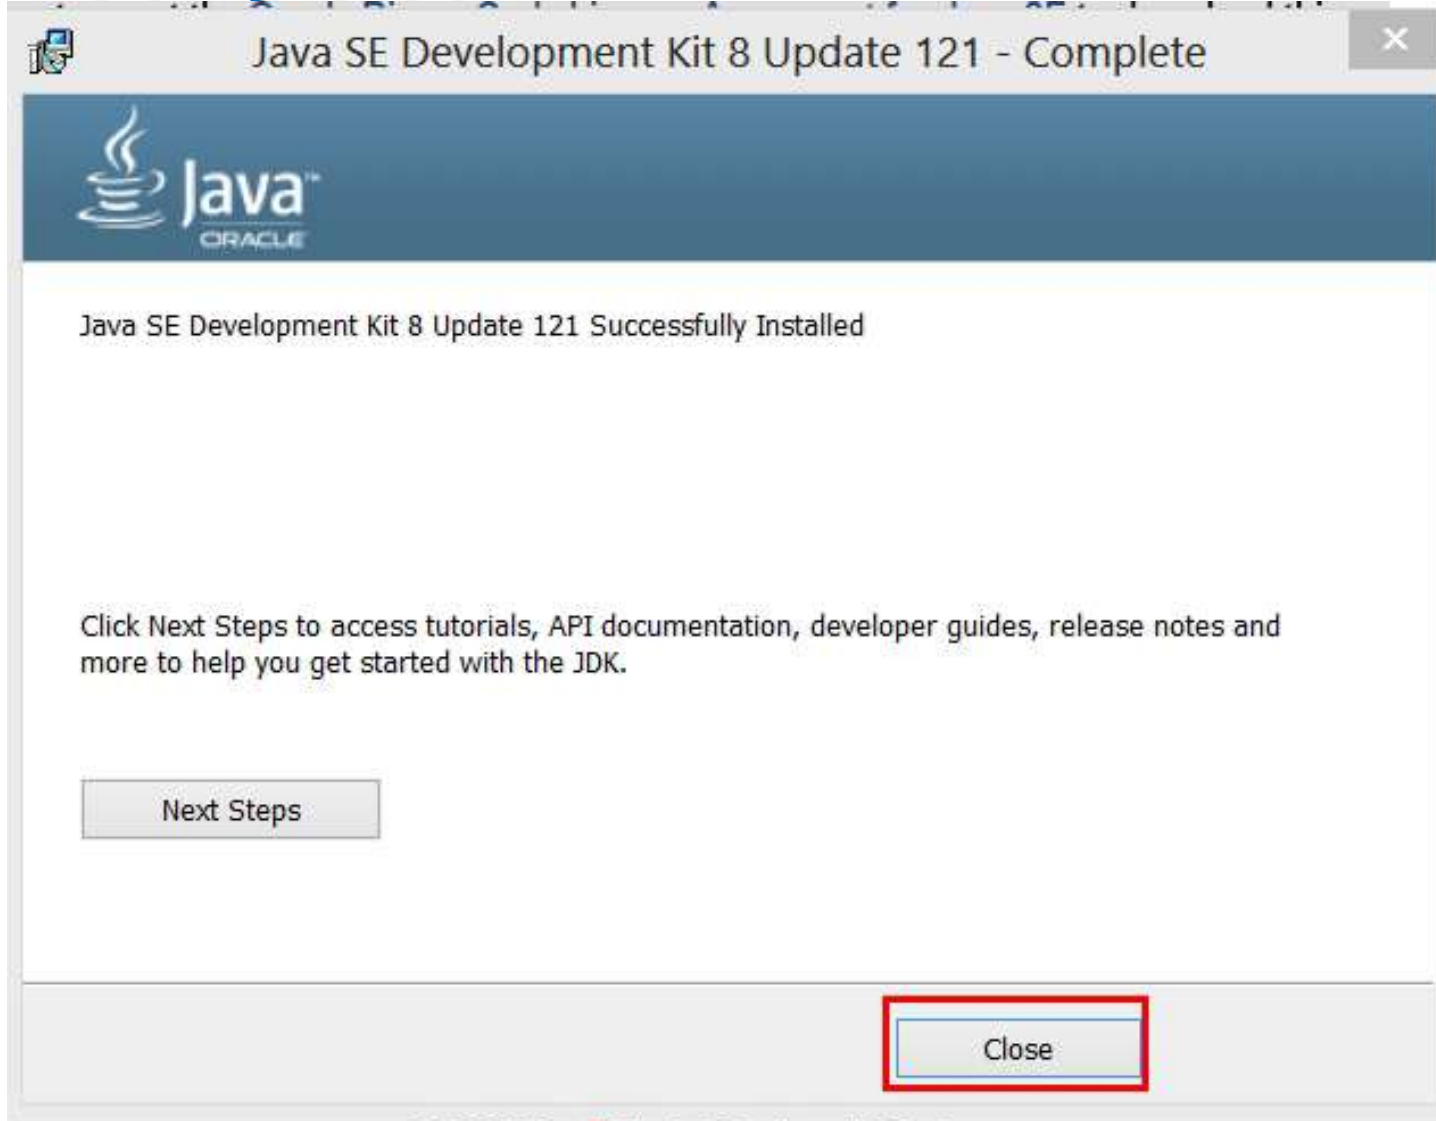 Java SE Development Kit 8 Update 121 - Complete
Java™
ORACLE
Java SE Development Kit 8 Update 121 Successfully Installed
Click Next Steps to access tutorials, API documentation, developer guides, release notes and
more to help you get started with the JDK.
Next Steps
Close